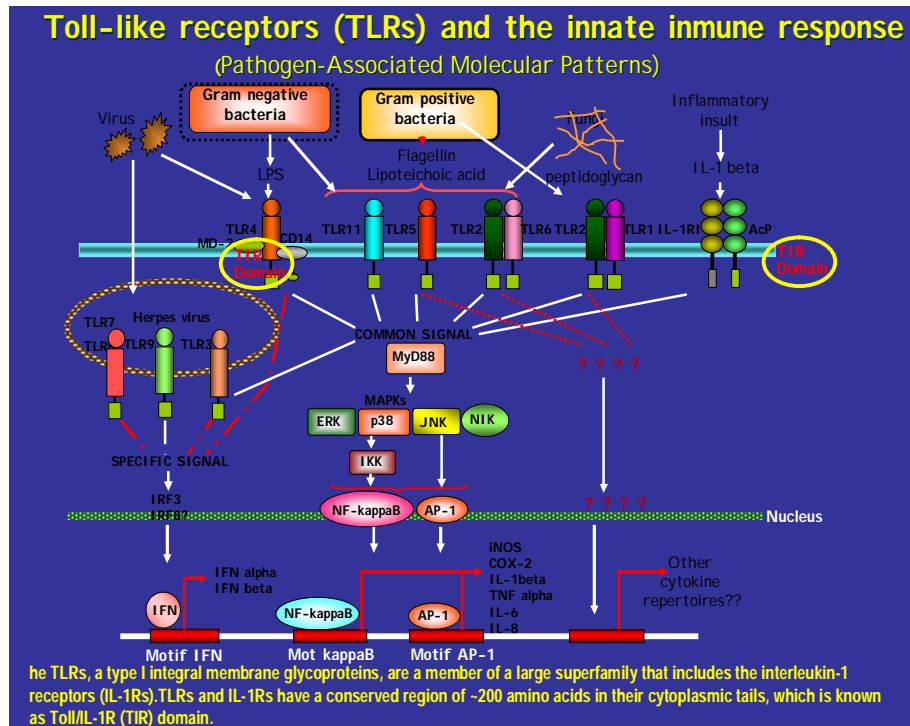 Toll-like receptors (TLRs) and the innate inmune response
(Pathogen-Associated Molecular Patterns)
Virus
Gram negative
bacteria
Gram positive
bacteria
Fungi
Inflammatory
insult
LPS
Flagellin
Lipoteichoic acid
peptidoglycan
IL-1 beta
TLR4
TLR11
TLR5
TLR2
TLR6
TLR2
TLR1
IL-1RI
AcP
MD-2
CD14
TIR
Domain
TIR
Domain
TLR7
Herpes virus
TLR9
TLR3
COMMON SIGNAL
MyD88
? ? ? ?
MAPKs
ERK
p38
JNK
NIK
IKK
SPECIFIC SIGNAL
IRF3
IRF8?
NF-kappaB
AP-1
? ? ? ?
Nucleus
IFN alpha
IFN beta
iNOS
COX-2
IL-1beta
TNF alpha
IL-6
IL-8
Other
cytokine
repertoires??
IFN
NF-kappaB
AP-1
Motif IFN
Mot kappaB
Motif AP-1
he TLRs, a type I integral membrane glycoproteins, are a member of a large superfamily that includes the interleukin-1
receptors (IL-1Rs).TLRs and IL-1Rs have a conserved region of ~200 amino acids in their cytoplasmic tails, which is known
as Toll/IL-1R (TIR) domain.